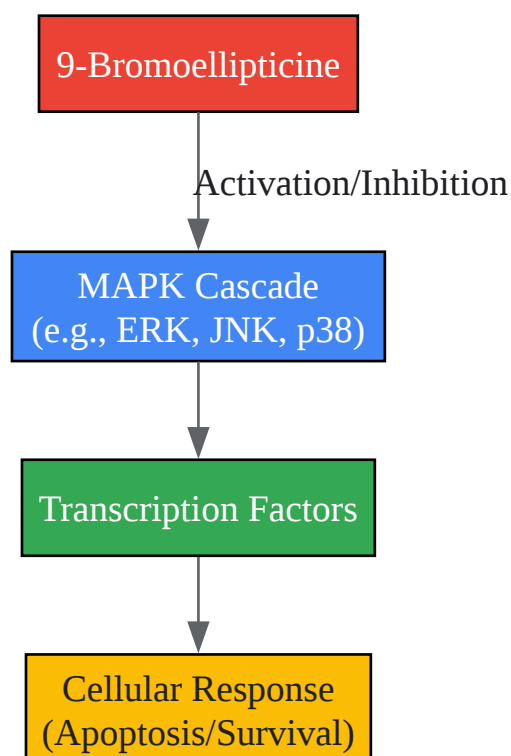 9-Bromoellipticine
Activation/Inhibition
MAPK Cascade
(e.g., ERK, JNK, p38)
Transcription Factors
Cellular Response
(Apoptosis/Survival)